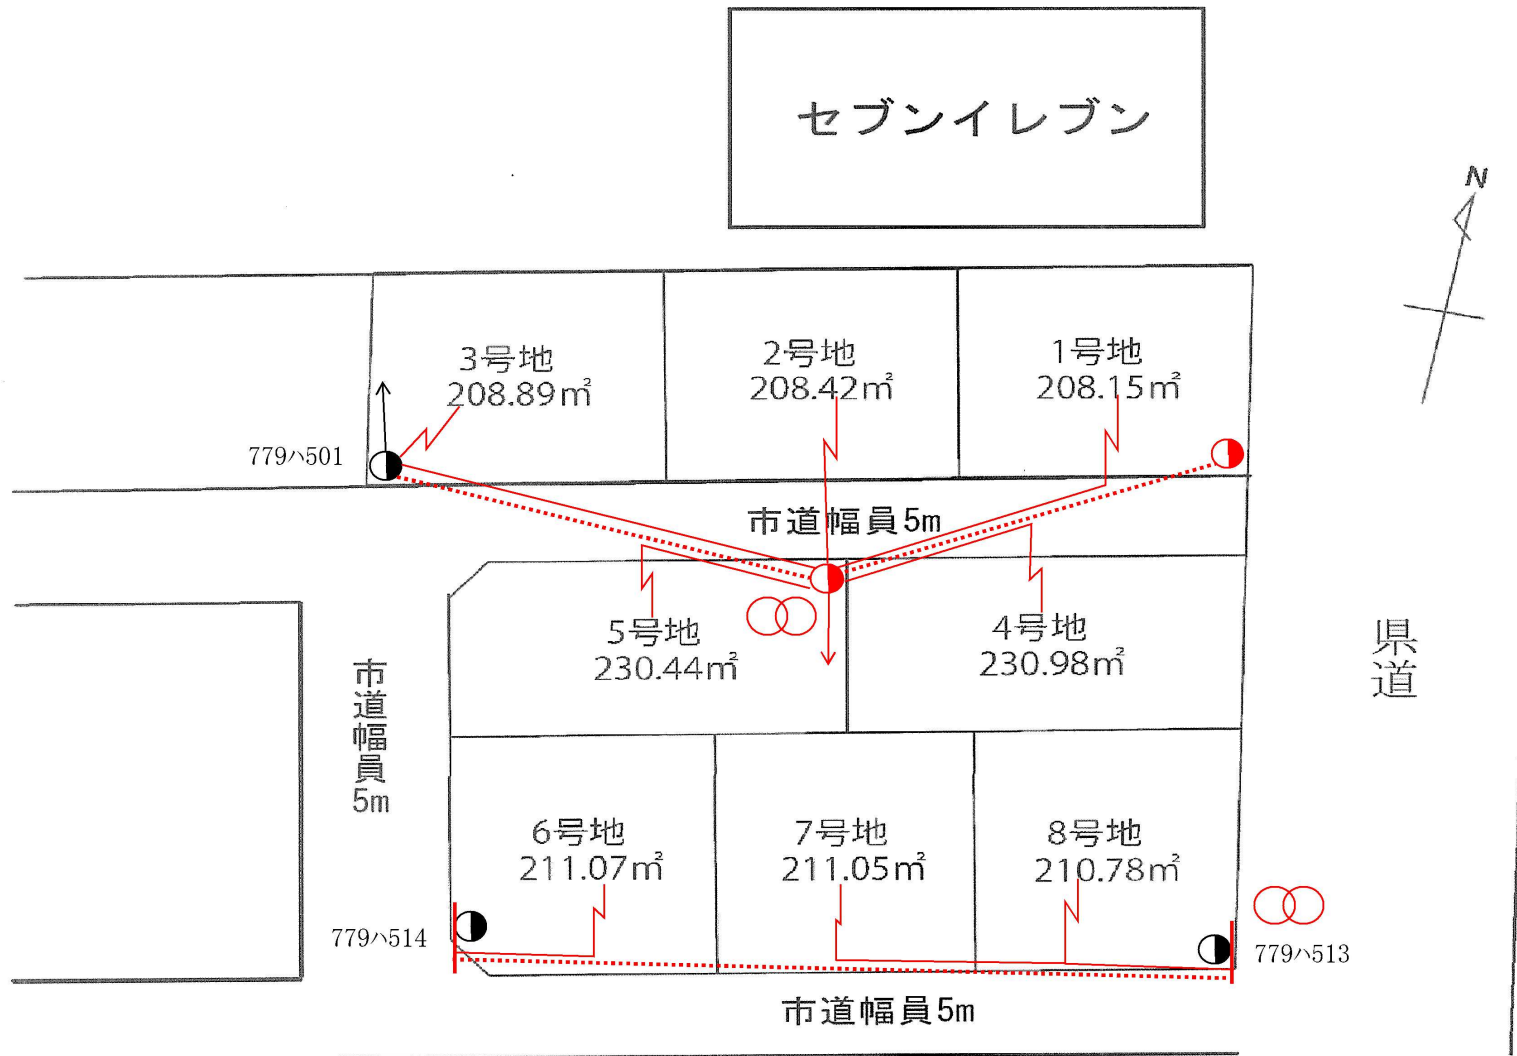 セブンイレブン
N
3号地
208.89㎡
2号地
208.42㎡
1号地
208.15㎡
779ハ501
市道幅員5m
5号地
230.44㎡
4号地
230.98㎡
県道
市道幅員5m
6号地
211.07㎡
7号地
211.05㎡
8号地
210.78㎡
779ハ514
779ハ513
市道幅員5m